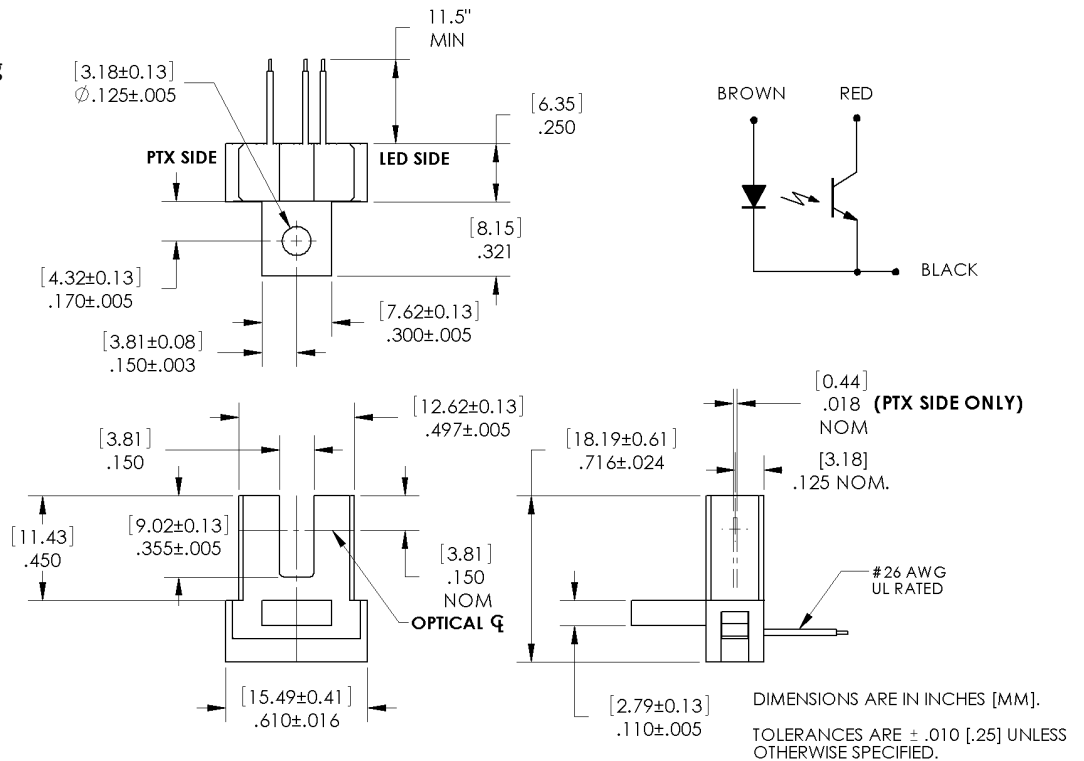 11.5"
MIN
g
[3.18±0.13]
∅.125±.005
[6.35]
.250
PTX SIDE
LED SIDE
[8.15]
.321
[4.32±0.13]
.170±.005
[7.62±0.13]
.300±.005
[3.81±0.08]
.150±.003
BROWN
RED
BLACK
[12.62±0.13]
.497±.005
[3.81]
.150
[11.43]
.450
[9.02±0.13]
.355±.005
[3.81]
.150
NOM
OPTICAL ℄
[15.49±0.41]
.610±.016
[0.44]
.018 (PTX SIDE ONLY)
NOM
[18.19±0.61]
.716±.024
[3.18]
.125 NOM.
#26 AWG
UL RATED
[2.79±0.13]
.110±.005
DIMENSIONS ARE IN INCHES [MM].
TOLERANCES ARE ± .010 [.25] UNLESS
OTHERWISE SPECIFIED.